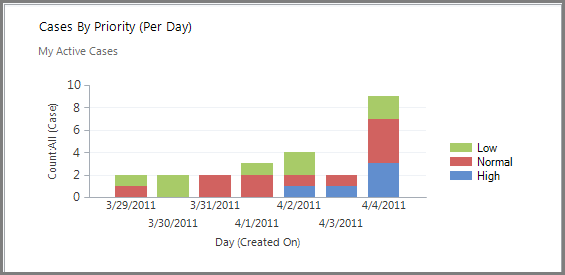 Cases By Priority (Per Day)
My Active Cases
Count:All (Case)
10
8
6
4
2
0
3/29/2011
3/30/2011
3/31/2011
4/1/2011
4/2/2011
4/3/2011
4/4/2011
Day (Created On)
Low
Normal
High